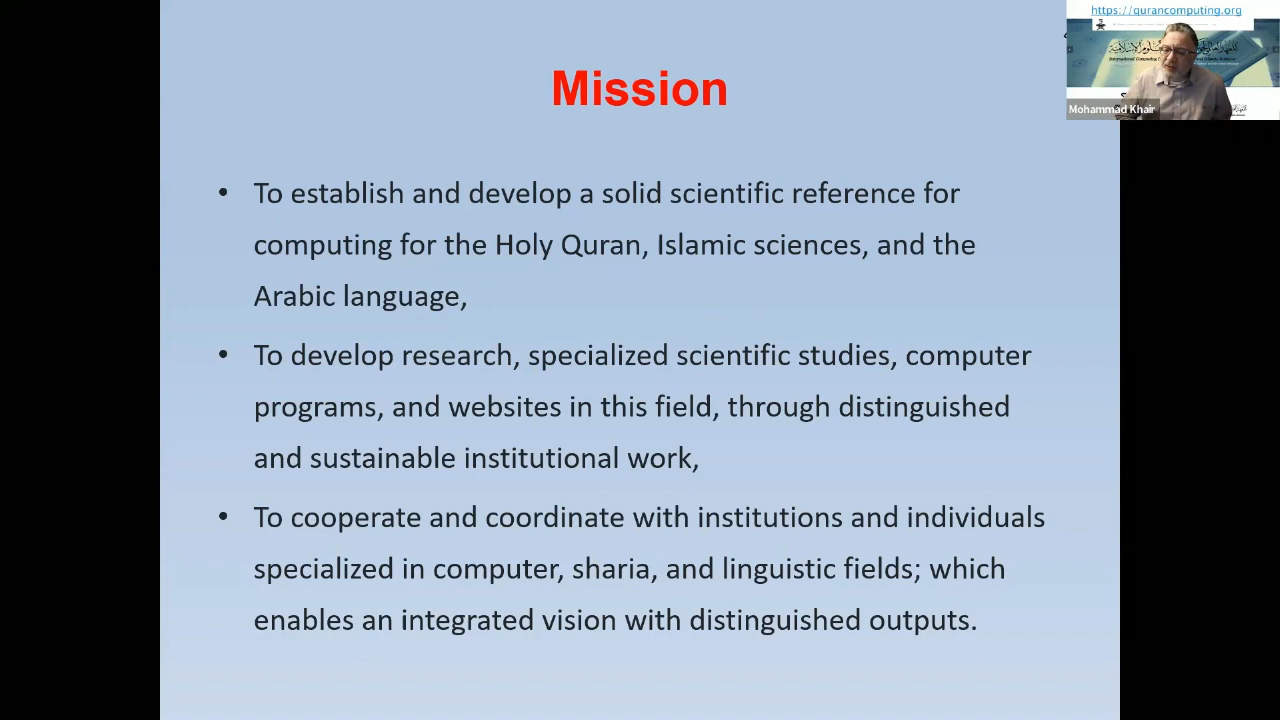 https://qurancomputing.org
Mohammad Khair
Mission
• To establish and develop a solid scientific reference for
computing for the Holy Quran, Islamic sciences, and the
Arabic language,
• To develop research, specialized scientific studies, computer
programs, and websites in this field, through distinguished
and sustainable institutional work,
• To cooperate and coordinate with institutions and individuals
specialized in computer, sharia, and linguistic fields; which
enables an integrated vision with distinguished outputs.